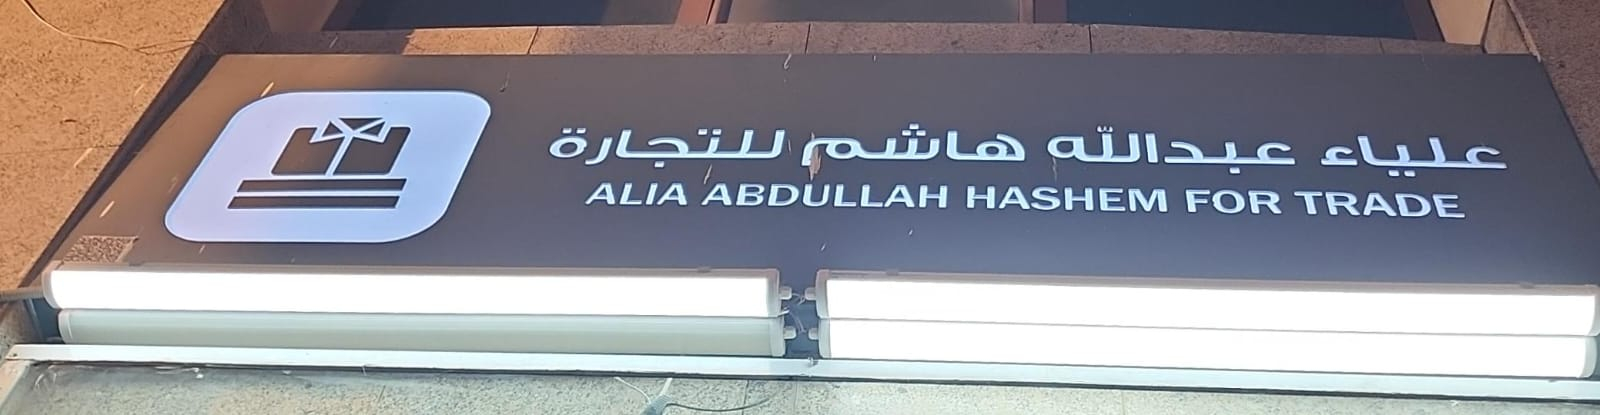 علياء عبدالله هاشم للتجارة
ALIA ABDULLAH HASHEM FOR TRADE